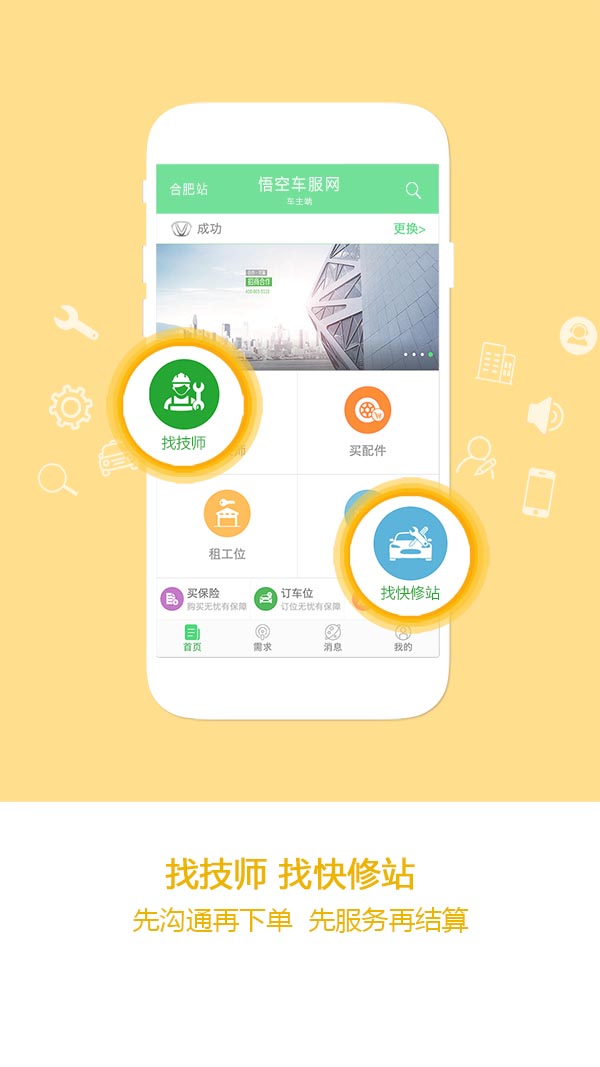 合肥站
悟空车服网
车主端
成功
更换>
招商合作
找技师
师
买配件
租工位
找快修站
买保险
购买无忧有保障
订车位
订位无忧有保障
首页
需求
消息
我的
找技师 找快修站
先沟通再下单 先服务再结算